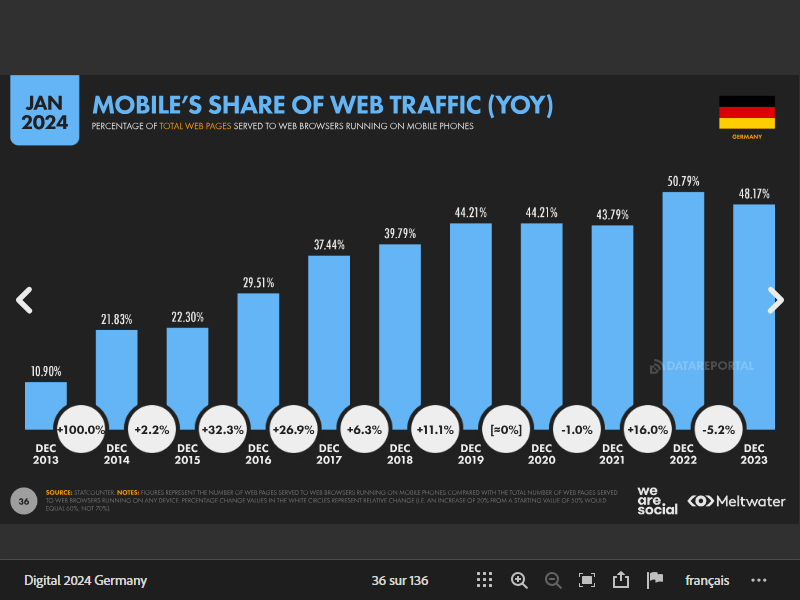 JAN
2024
MOBILE'S SHARE OF WEB TRAFFIC (YOY)
PERCENTAGE OF TOTAL WEB PAGES SERVED TO WEB BROWSERS RUNNING ON MOBILE PHONES
GERMANY
10.90%
21.83%
22.30%
29.51%
37.44%
39.79%
44.21%
44.21%
43.79%
50.79%
48.17%
DATAREPORTAL
+100.0%
+2.2%
+32.3%
+26.9%
+6.3%
+11.1%
[≈0%]
-1.0%
+16.0%
-5.2%
DEC
2013
DEC
2014
DEC
2015
DEC
2016
DEC
2017
DEC
2018
DEC
2019
DEC
2020
DEC
2021
DEC
2022
DEC
2023
36
SOURCE: STATCOUNTER. NOTES: FIGURES REPRESENT THE NUMBER OF WEB PAGES SERVED TO WEB BROWSERS RUNNING ON MOBILE PHONES COMPARED WITH THE TOTAL NUMBER OF WEB PAGES SERVED
TO WEB BROWSERS RUNNING ON ANY DEVICE. PERCENTAGE CHANGE VALUES IN THE WHITE CIRCLES REPRESENT RELATIVE CHANGE (I.E. AN INCREASE OF 20% FROM A STARTING VALUE OF 50% WOULD
EQUAL 60%, NOT 70%).
we
are.
social
Meltwater
Digital 2024 Germany
36 sur 136
français